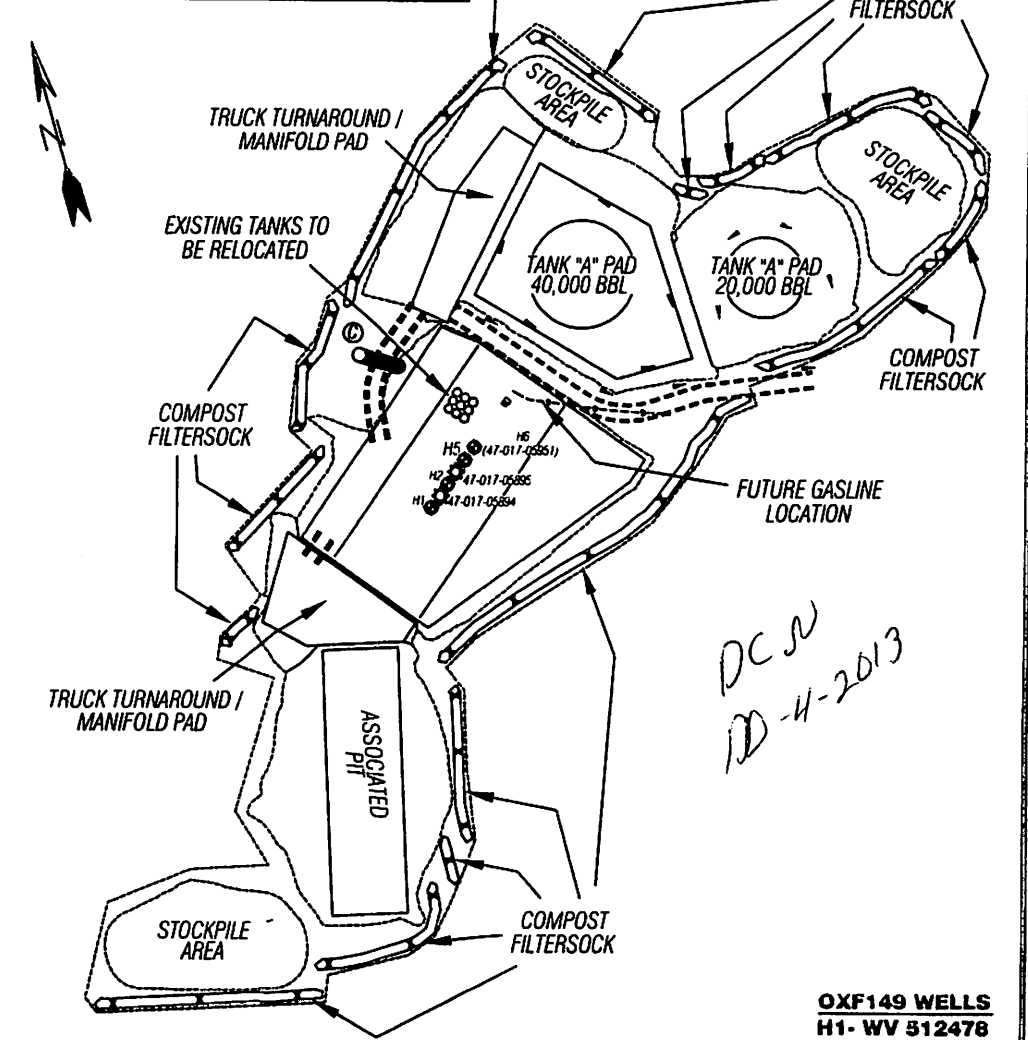 FILTERSOCK
STOCKPILE
AREA
TRUCK TURNAROUND /
MANIFOLD PAD
STOCKPILE
AREA
EXISTING TANKS TO
BE RELOCATED
TANK "A" PAD
40,000 BBL
TANK "A" PAD
20,000 BBL
N
C
COMPOST
FILTERSOCK
COMPOST
FILTERSOCK
H6
H5 (47-017-05951)
H2 47-017-05895
H1 47-017-05894
FUTURE GASLINE
LOCATION
DCN
-4-2013
TRUCK TURNAROUND /
MANIFOLD PAD
ASSOCIATED
PIT
STOCKPILE
AREA
COMPOST
FILTERSOCK
OXF149 WELLS
H1- WV 512478